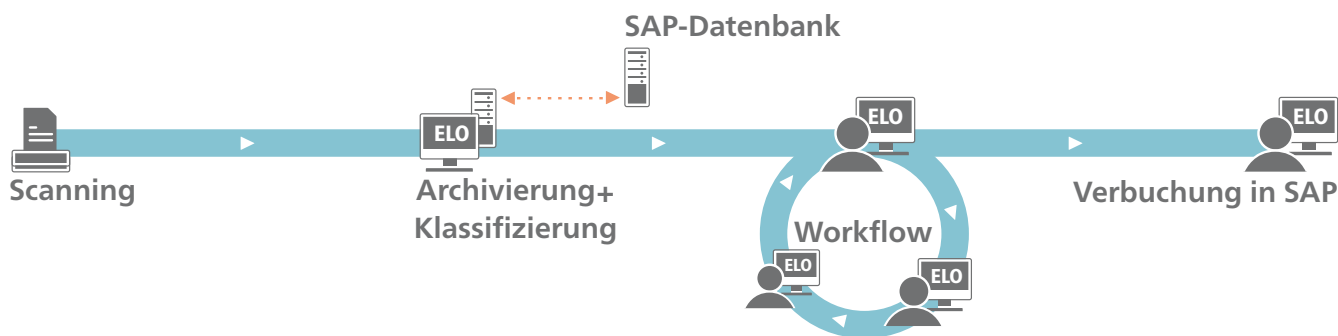 SAP-Datenbank
ELO
ELO
ELO
Scanning
Archivierung+
Klassifizierung
Verbuchung in SAP
Workflow
ELO
ELO